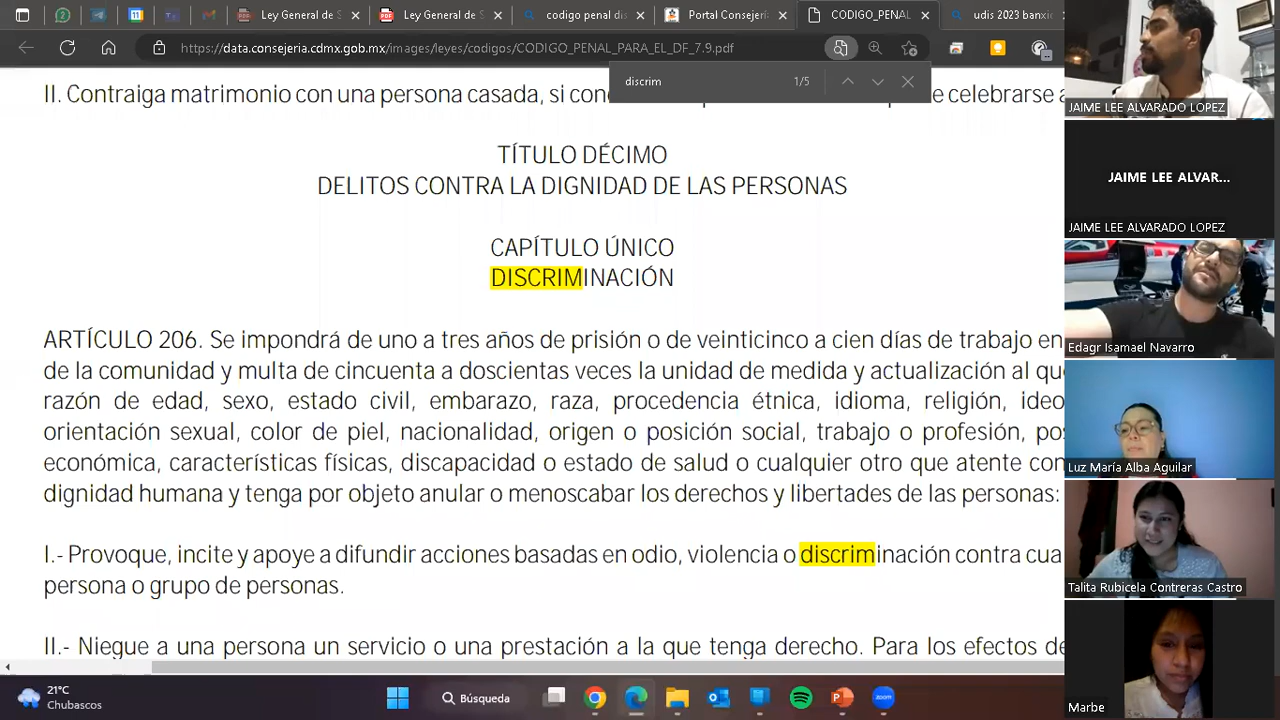 Ley General de S
Ley General de S
codigo penal dis
Portal Consejería
CODIGO_PENAL
udis 2023 banxic
https://data.consejeria.cdmx.gob.mx/images/leyes/codigos/CODIGO_PENAL_PARA_EL_DF_7.9.pdf
discrim 1/5
II. Contraiga matrimonio con una persona casada, si con
e celebrarse a
TÍTULO DÉCIMO
DELITOS CONTRA LA DIGNIDAD DE LAS PERSONAS
CAPÍTULO ÚNICO
DISCRIMINACIÓN
ARTÍCULO 206. Se impondrá de uno a tres años de prisión o de veinticinco a cien días de trabajo en
de la comunidad y multa de cincuenta a doscientas veces la unidad de medida y actualización al qu
razón de edad, sexo, estado civil, embarazo, raza, procedencia étnica, idioma, religión, ideo
orientación sexual, color de piel, nacionalidad, origen o posición social, trabajo o profesión, pos
económica, características físicas, discapacidad o estado de salud o cualquier otro que atente con
dignidad humana y tenga por objeto anular o menoscabar los derechos y libertades de las personas:
I.- Provoque, incite y apoye a difundir acciones basadas en odio, violencia o discriminación contra cua
persona o grupo de personas.
II.- Niegue a una persona un servicio o una prestación a la que tenga derecho. Para los efectos de
JAIME LEE ALVARADO LOPEZ
JAIME LEE ALVAR...
JAIME LEE ALVARADO LOPEZ
Edagr Isamael Navarro
Luz María Alba Aguilar
Talita Rubicela Contreras Castro
Marbe
21°C
Chubascos
Búsqueda
zoom